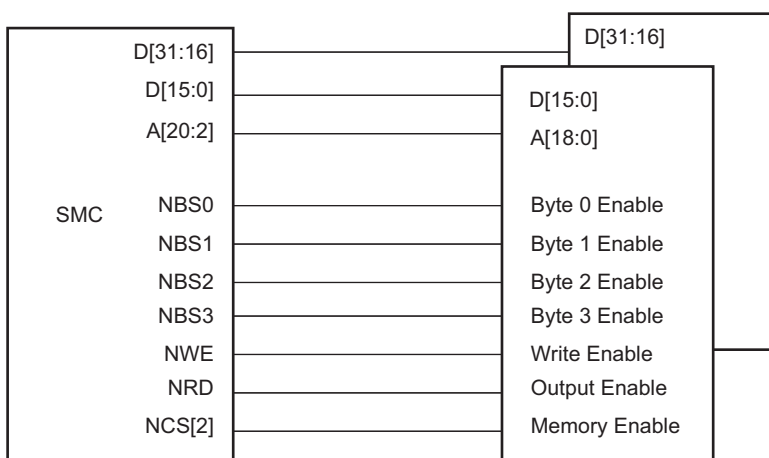 D[31:16] D[31:16]
D[15:0] D[15:0]
A[20:2] A[18:0]
SMC
NBS0 Byte 0 Enable
NBS1 Byte 1 Enable
NBS2 Byte 2 Enable
NBS3 Byte 3 Enable
NWE Write Enable
NRD Output Enable
NCS[2] Memory Enable